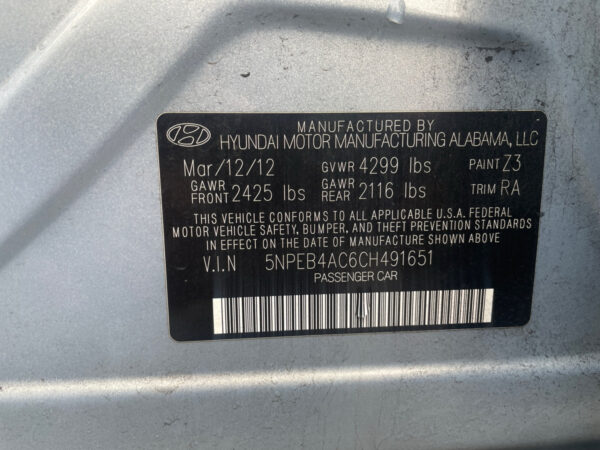 MANUFACTURED BY
HYUNDAI MOTOR MANUFACTURING ALABAMA, LLC
Mar/12/12 GVWR 4299 lbs PAINT Z3
GAWR FRONT 2425 lbs GAWR REAR 2116 lbs TRIM RA
THIS VEHICLE CONFORMS TO ALL APPLICABLE U.S.A. FEDERAL
MOTOR VEHICLE SAFETY, BUMPER, AND THEFT PREVENTION STANDARDS
IN EFFECT ON THE DATE OF MANUFACTURE SHOWN ABOVE
V.I.N 5NPEB4AC6CH491651
PASSENGER CAR